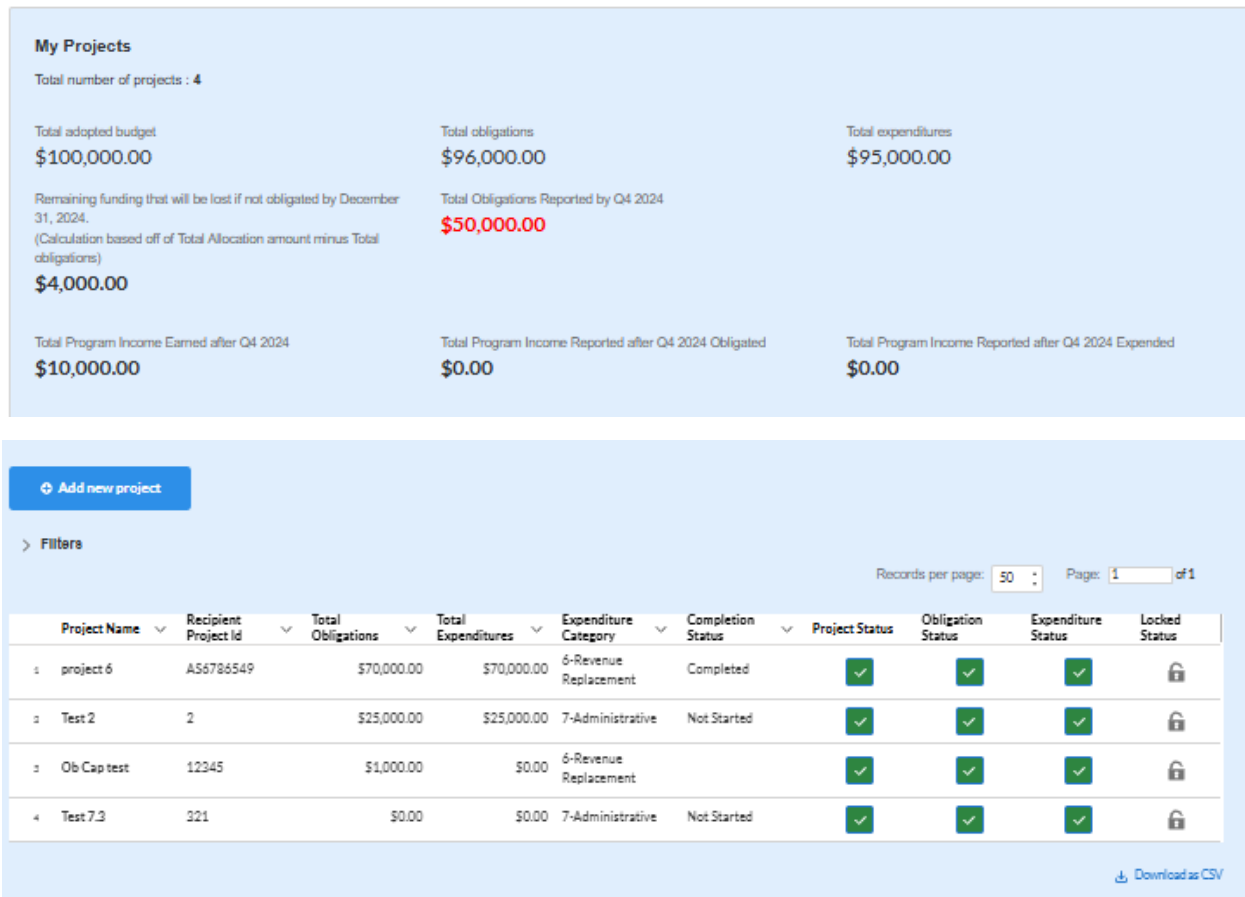 My Projects
Total number of projects : 4
Total adopted budget
$100,000.00
Total obligations
$96,000.00
Total expenditures
$95,000.00
Remaining funding that will be lost if not obligated by December
31, 2024.
(Calculation based off of Total Allocation amount minus Total
obligations)
$4,000.00
Total Obligations Reported by Q4 2024
$50,000.00
Total Program Income Earned after Q4 2024
$10,000.00
Total Program Income Reported after Q4 2024 Obligated
$0.00
Total Program Income Reported after Q4 2024 Expended
$0.00
Add new project
Filters
Records per page: 50 Page: 1 of 1
Project Name Recipient Project Id Total Obligations Total Expenditures Expenditure Category Completion Status Project Status Obligation Status Expenditure Status Locked Status
1 project 6 AS6786549 $70,000.00 $70,000.00 6-Revenue Replacement Completed
2 Test 2 2 $25,000.00 $25,000.00 7-Administrative Not Started
3 Ob Cap test 12345 $1,000.00 $0.00 6-Revenue Replacement
4 Test 7.3 321 $0.00 $0.00 7-Administrative Not Started
Download as CSV